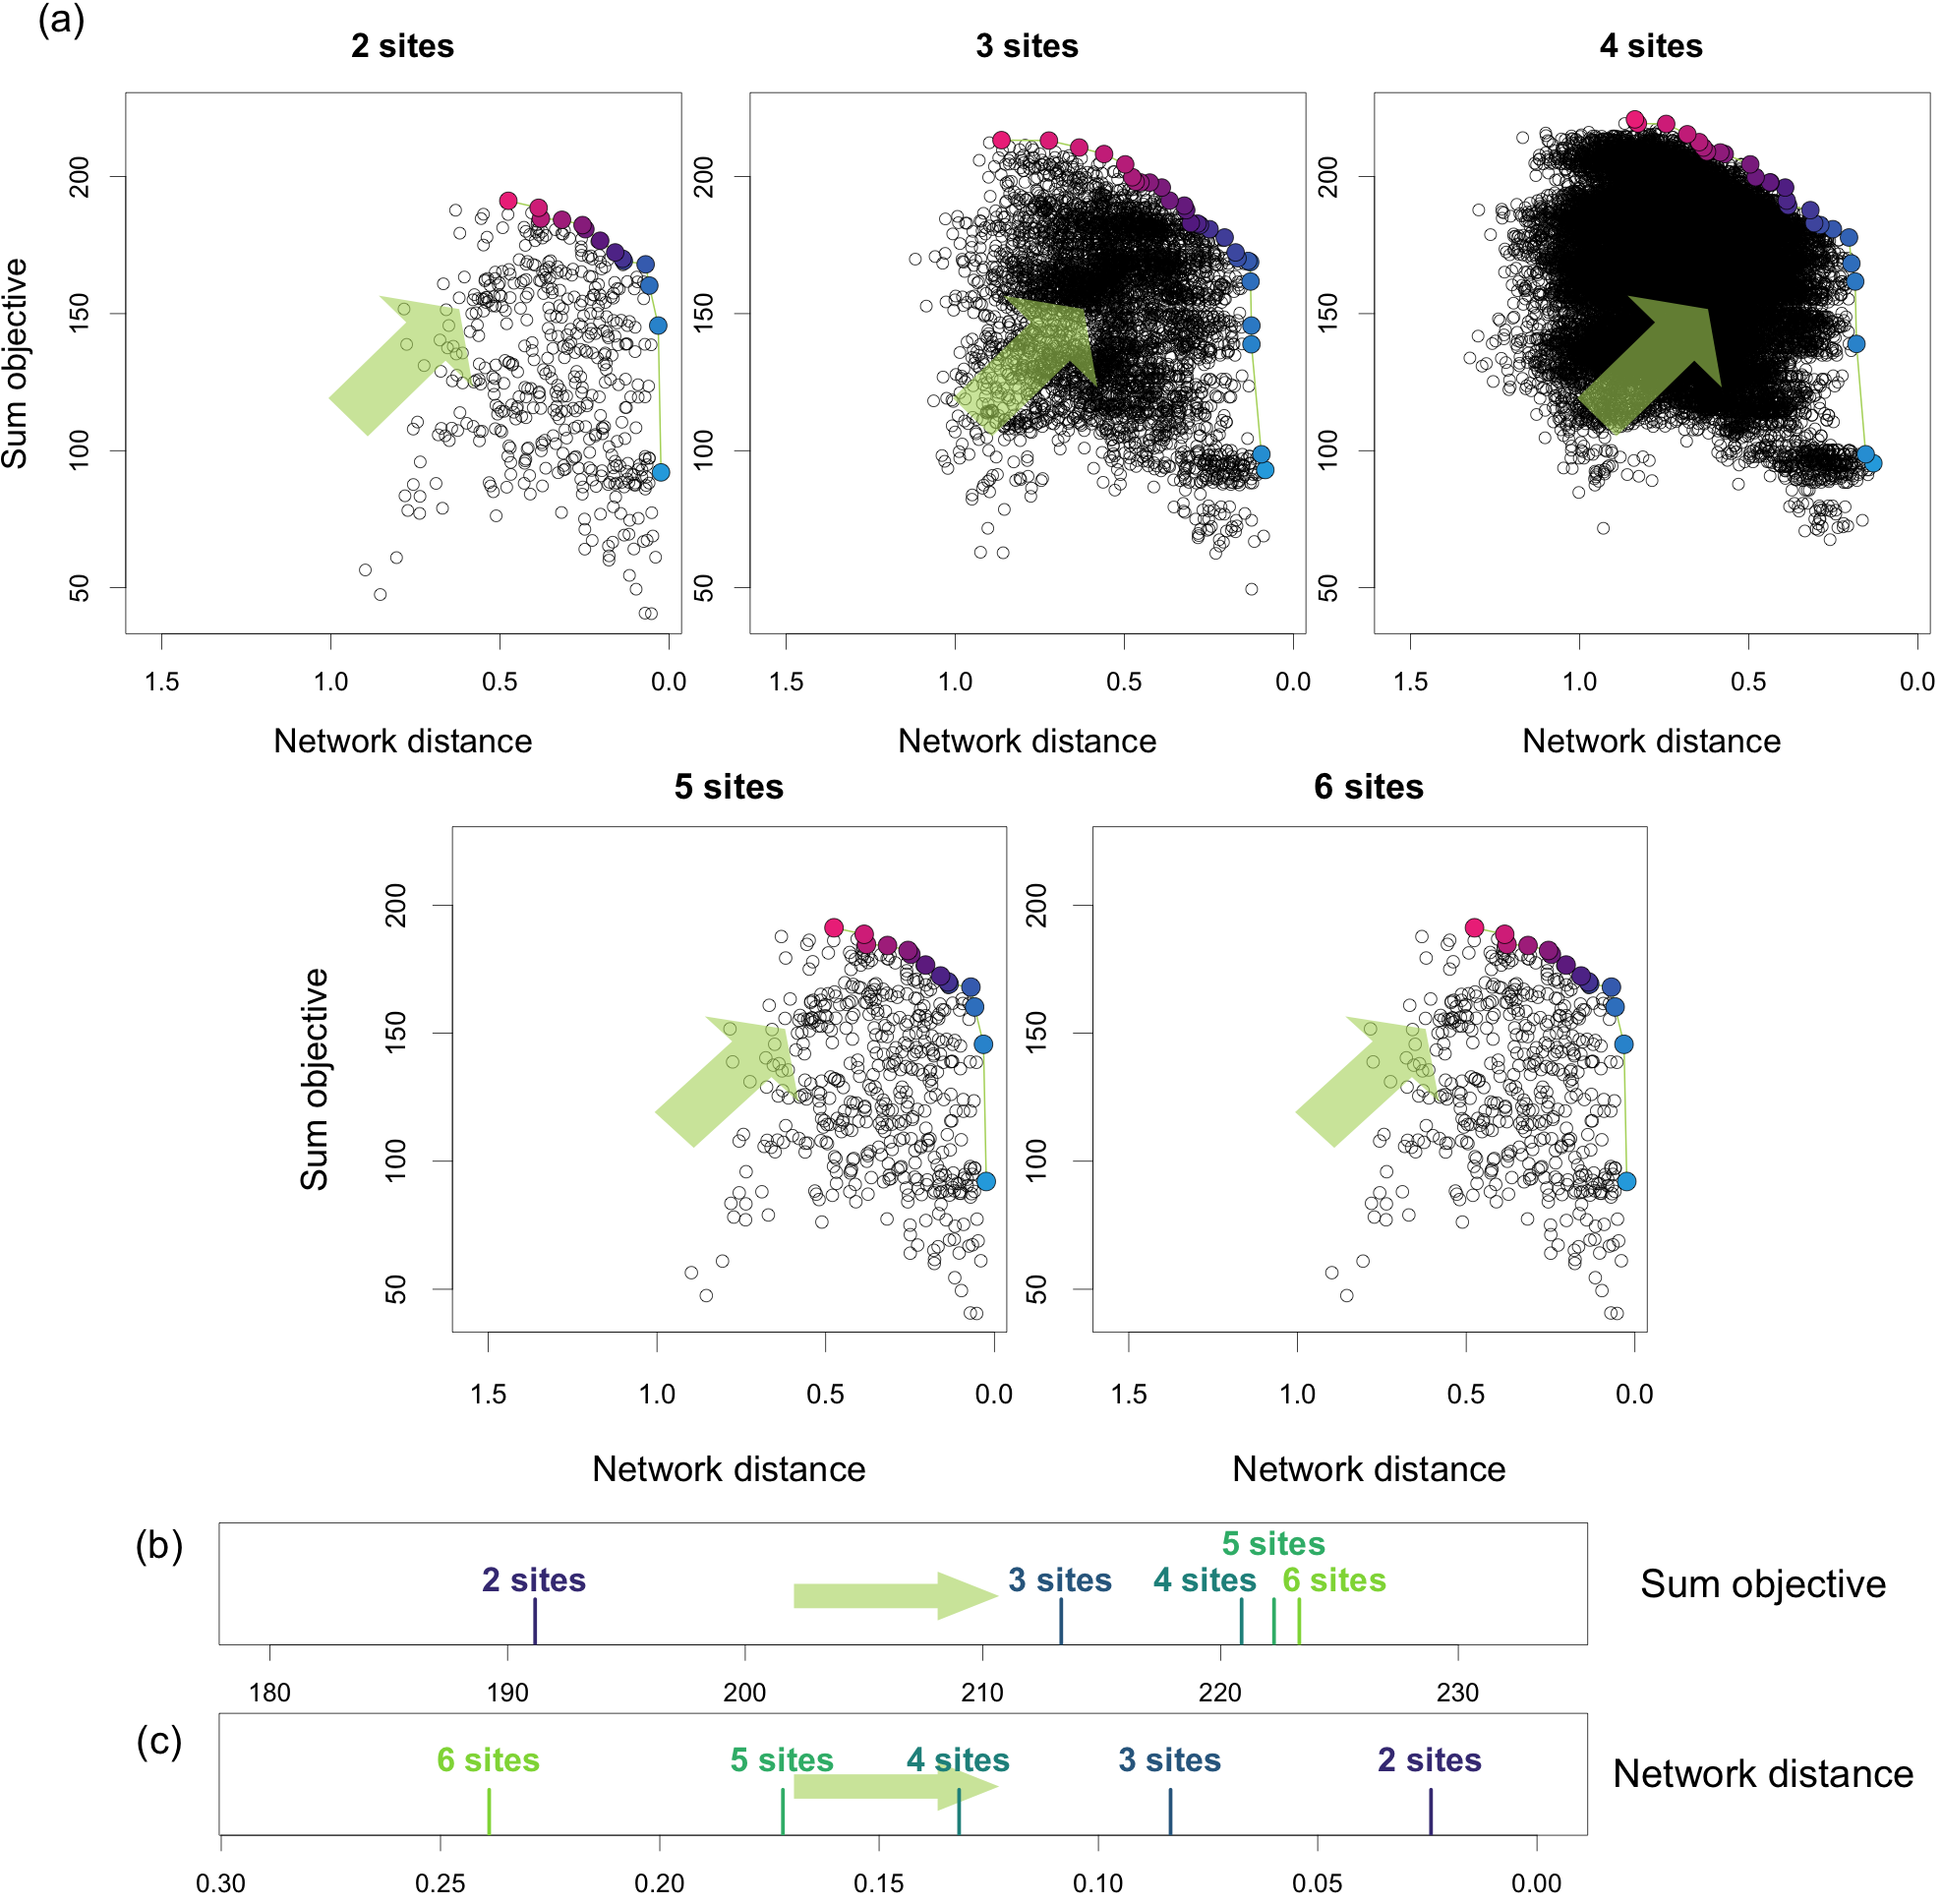 (a)
2 sites
3 sites
4 sites
Sum objective
200
150
100
50
200
150
100
50
200
150
100
50
1.5 1.0 0.5 0.0
1.5 1.0 0.5 0.0
1.5 1.0 0.5 0.0
Network distance
Network distance
Network distance
5 sites
6 sites
Sum objective
200
150
100
50
200
150
100
50
1.5 1.0 0.5 0.0
1.5 1.0 0.5 0.0
Network distance
Network distance
(b)
5 sites
2 sites 3 sites 4 sites 6 sites
Sum objective
180 190 200 210 220 230
(c)
6 sites 5 sites 4 sites 3 sites 2 sites
Network distance
0.30 0.25 0.20 0.15 0.10 0.05 0.00